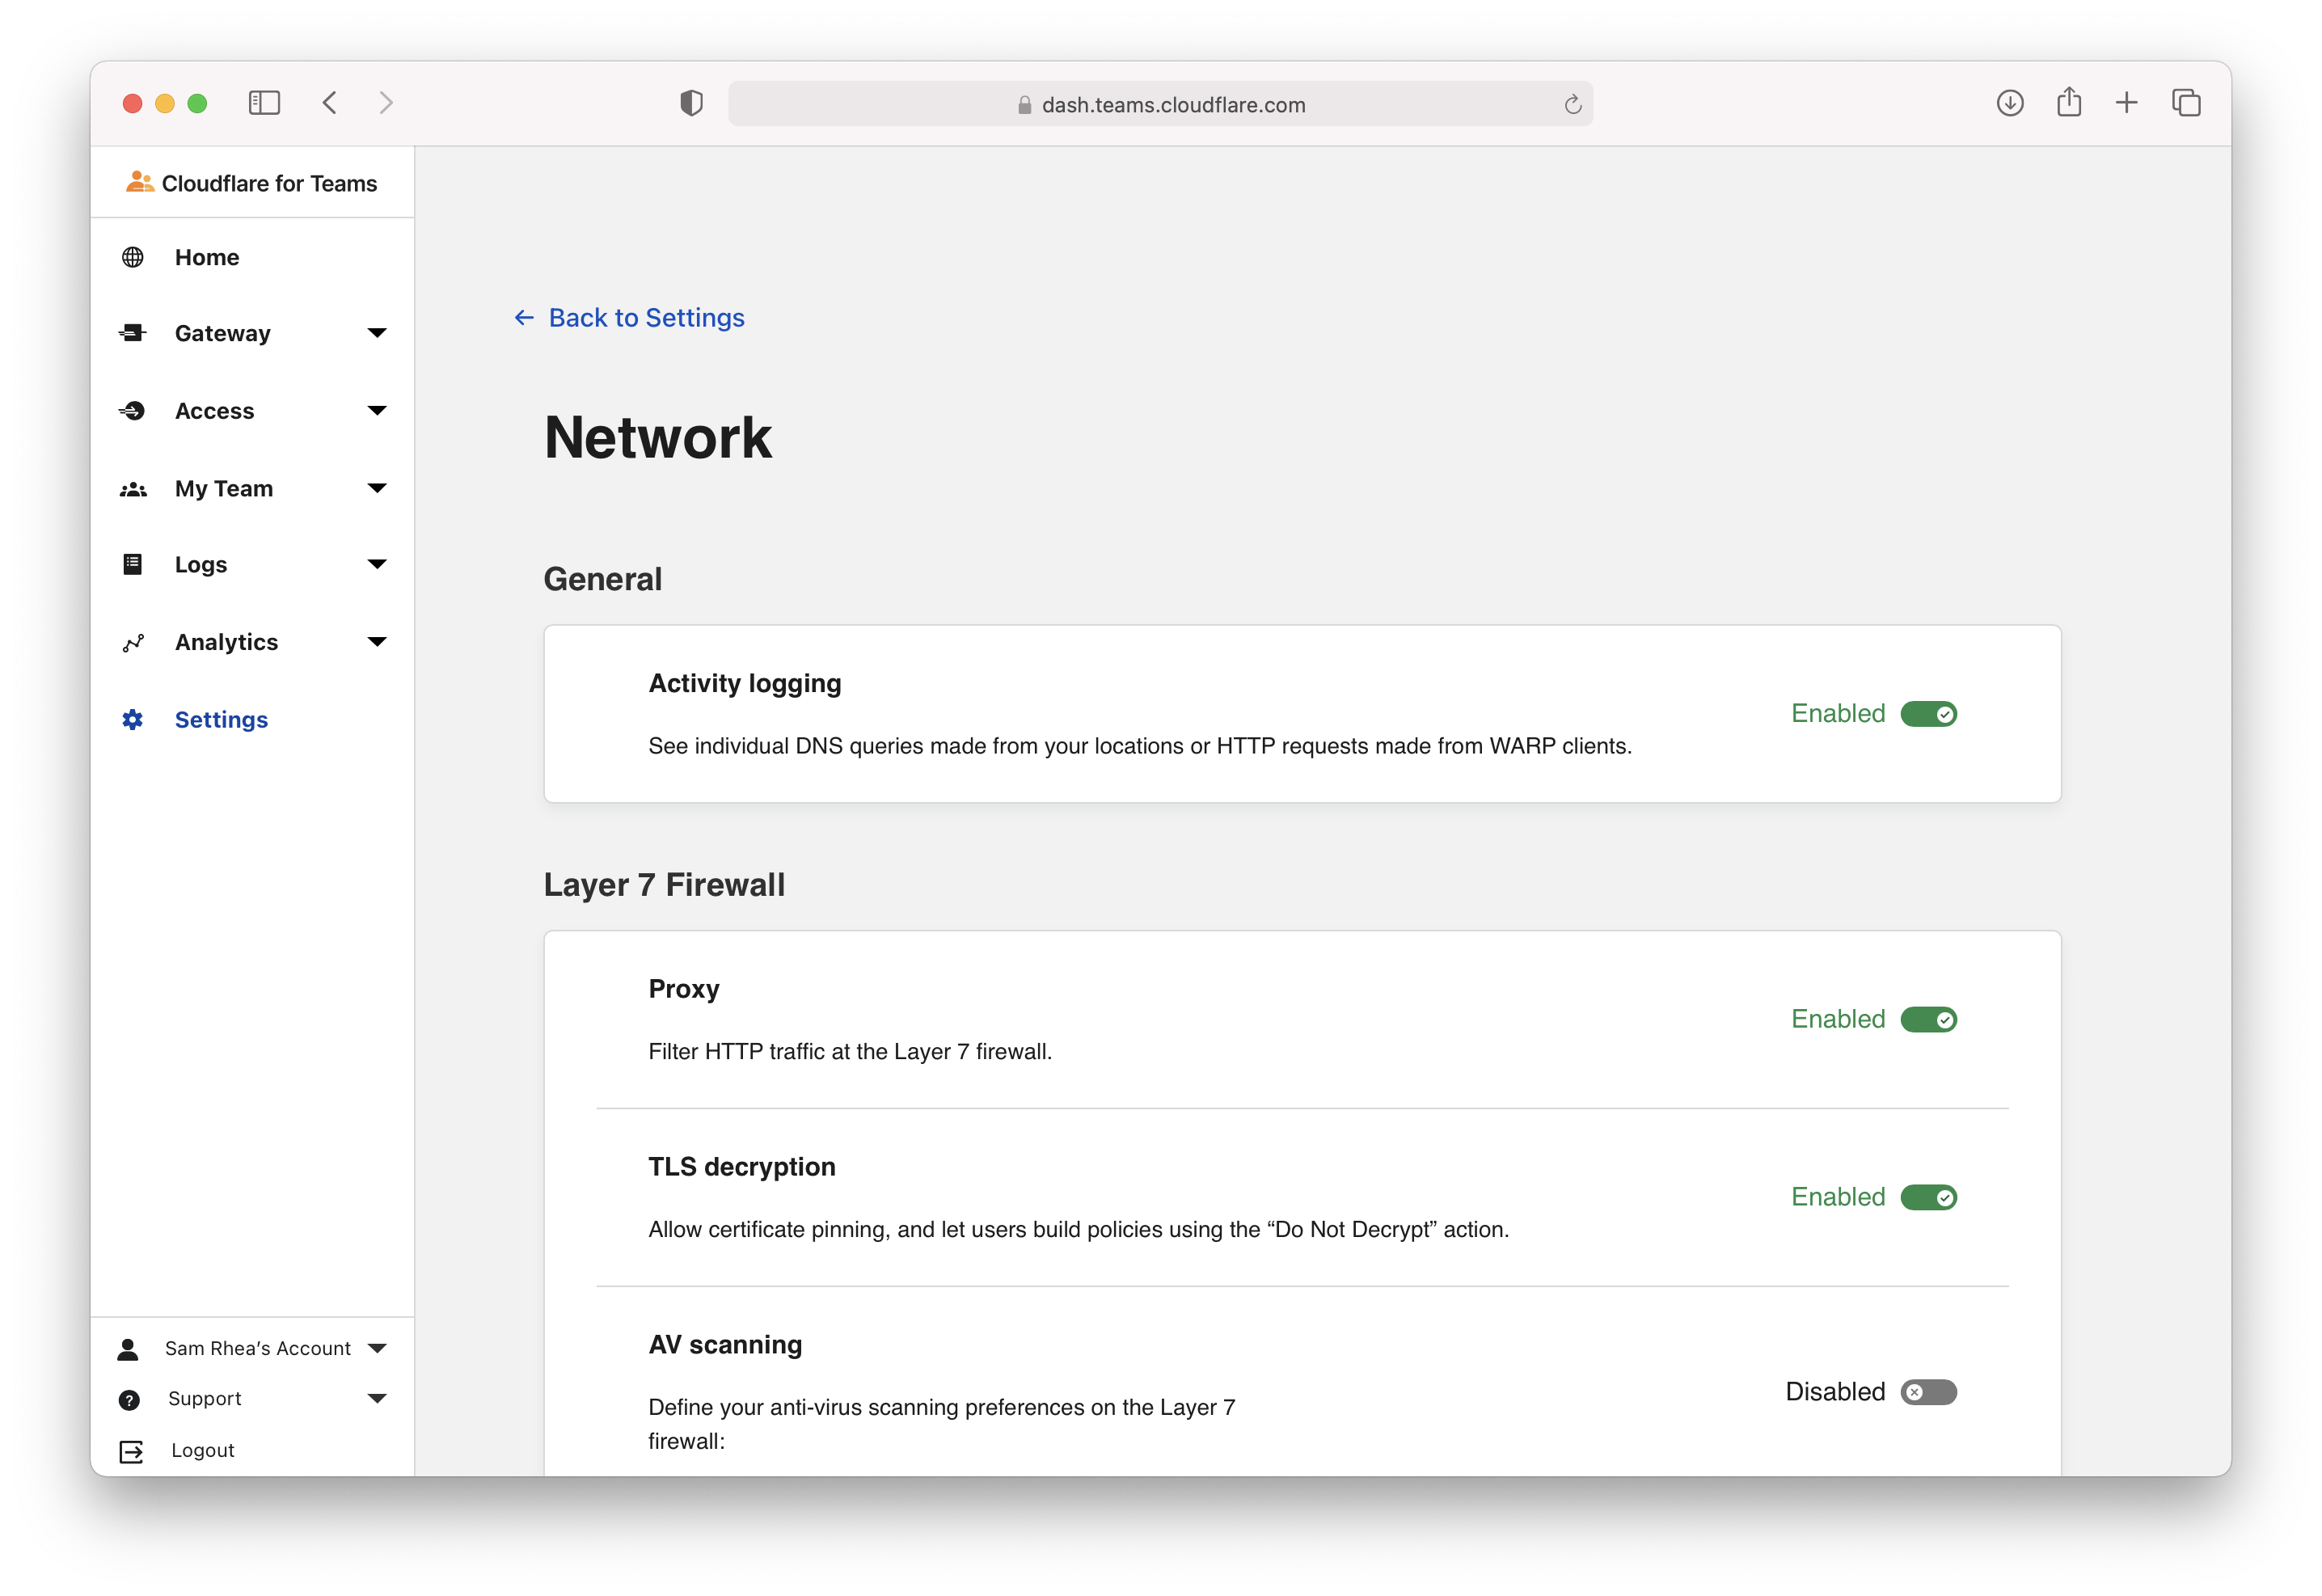 dash.teams.cloudflare.com
Cloudflare for Teams
Home
Gateway
Access
My Team
Logs
Analytics
Settings
Sam Rhea’s Account
Support
Logout
Back to Settings
Network
General
Activity logging
See individual DNS queries made from your locations or HTTP requests made from WARP clients.
Enabled
Layer 7 Firewall
Proxy
Filter HTTP traffic at the Layer 7 firewall.
Enabled
TLS decryption
Allow certificate pinning, and let users build policies using the “Do Not Decrypt” action.
Enabled
AV scanning
Define your anti-virus scanning preferences on the Layer 7
firewall:
Disabled